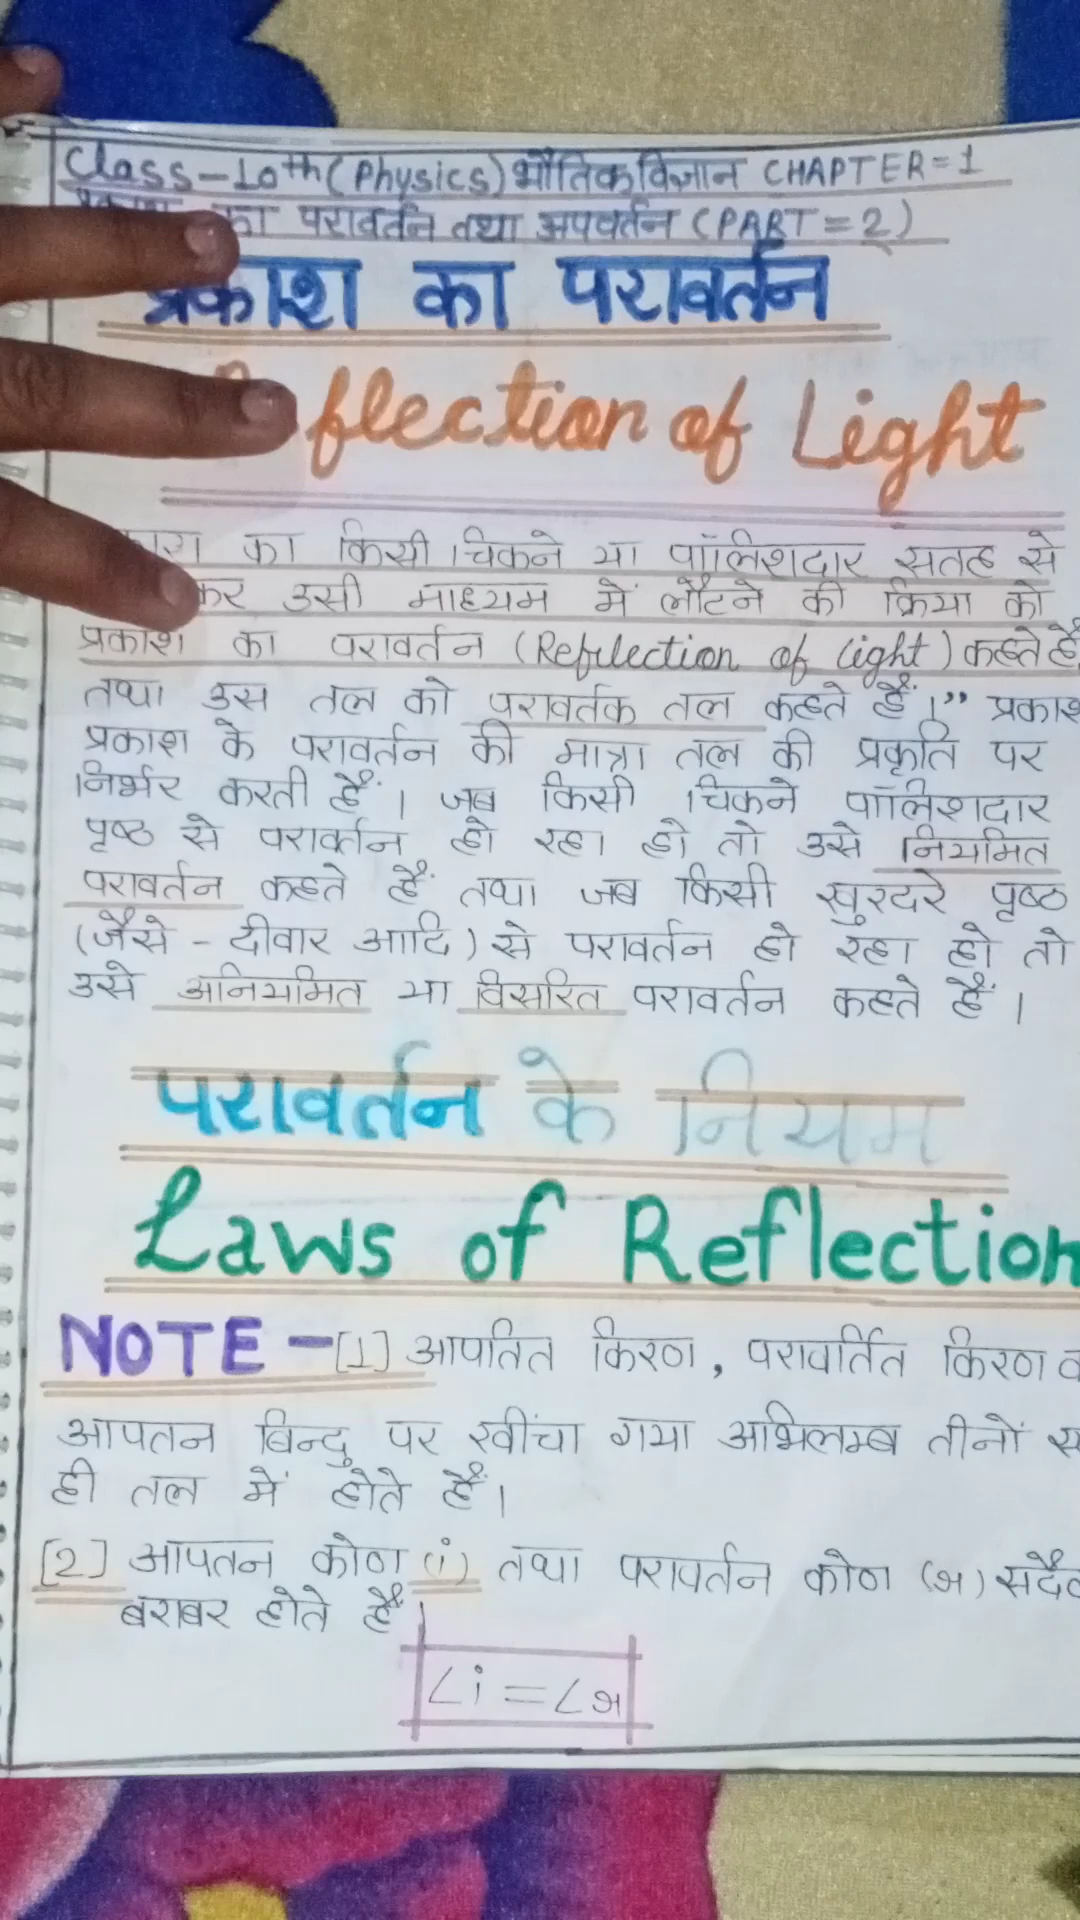 Class-10th (Physics) भौतिक विज्ञान CHAPTER=1
का परावर्तन तथा अपवर्तन (PART=2)
प्रकाश का परावर्तन
flection of Light
का किसी चिकने या पॉलिशदार सतह से
कर उसी माध्यम में लौटने की क्रिया को
प्रकाश का परावर्तन (Reflection of light) कहते हैं
तथा उस तल को परावर्तक तल कहते हैं।” प्रकाश
प्रकाश के परावर्तन की मात्रा तल की प्रकृति पर
निर्भर करती हैं। जब किसी चिकने पॉलिशदार
पृष्ठ से परावर्तन हो रहा हो तो उसे नियमित
परावर्तन कहते हैं तथा जब किसी खुरदरे पृष्ठ
(जैसे - दीवार आदि) से परावर्तन हो रहा हो तो
उसे अनियमित या विसरित परावर्तन कहते हैं।
परावर्तन के नियम
Laws of Reflection
NOTE -[1] आपतित किरण, परावर्तित किरण व
आपतन बिन्दु पर खींचा गया अभिलम्ब तीनों
ही तल में होते हैं।
[2] आपतन कोण (i) तथा परावर्तन कोण (r) सदैव
बराबर होते हैं।
∠i = ∠r